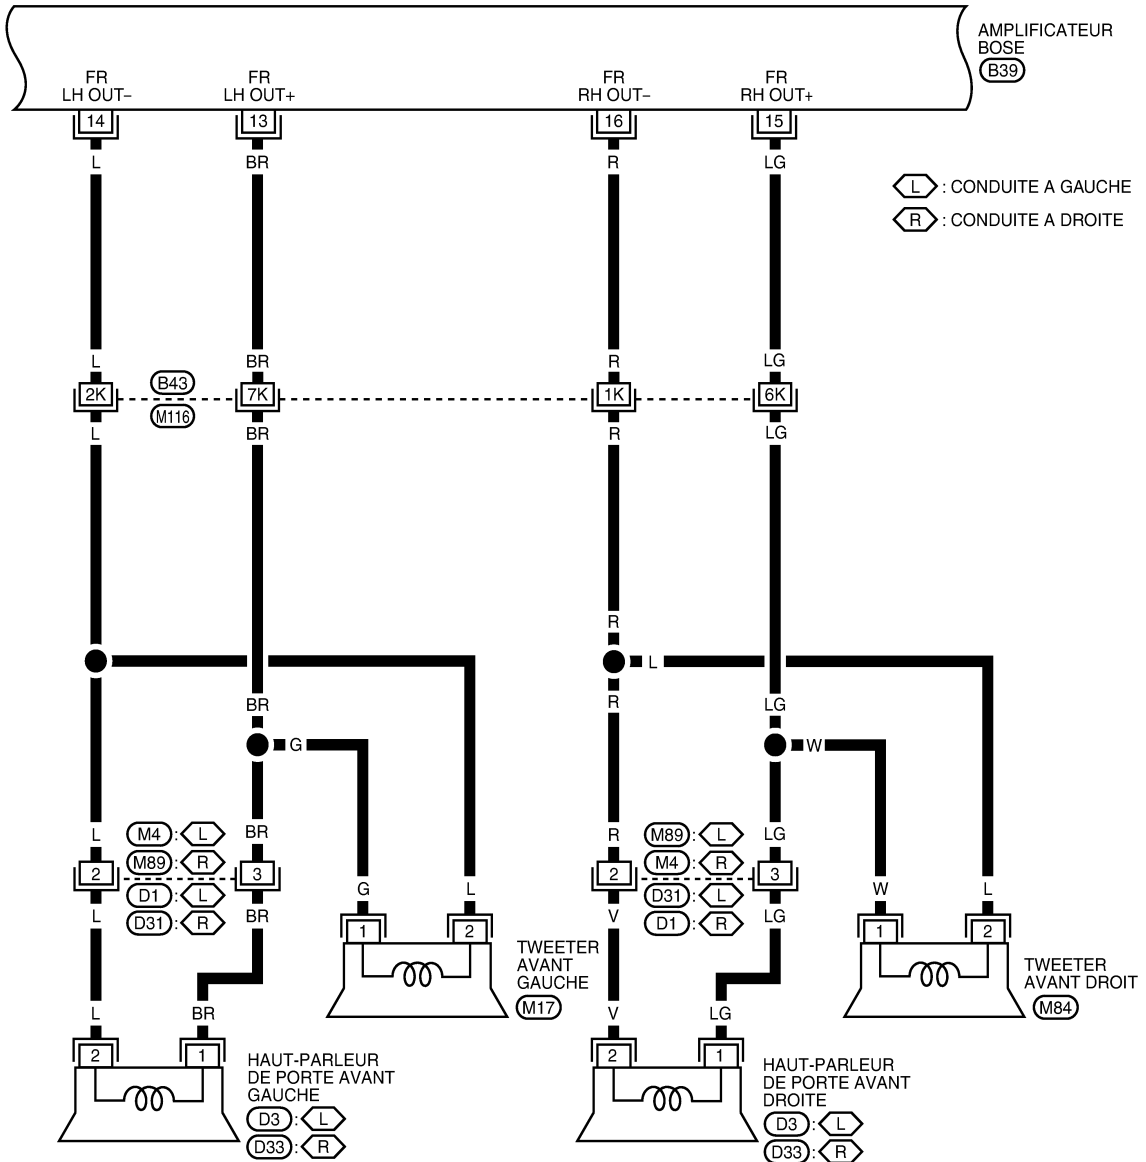 AMPLIFICATEUR
BOSE
B39
FR
LH OUT–
FR
LH OUT+
FR
RH OUT–
FR
RH OUT+
14
13
16
15
L
BR
R
LG
L : CONDUITE A GAUCHE
R : CONDUITE A DROITE
L
BR
R
LG
2K
B43
M116
7K
1K
6K
L
BR
R
LG
R
L
R
BR
LG
G
W
L
M4 : L
BR
R
M89 : L
LG
M89 : R
M4 : R
2
3
2
3
D1 : L
D31 : L
D31 : R
D1 : R
L
BR
V
LG
G
L
W
L
1
2
1
2
TWEETER
AVANT
GAUCHE
M17
TWEETER
AVANT DROIT
M84
L
BR
V
LG
2
1
2
1
HAUT-PARLEUR
DE PORTE AVANT
GAUCHE
D3 : L
D33 : R
HAUT-PARLEUR
DE PORTE AVANT
DROITE
D3 : L
D33 : R